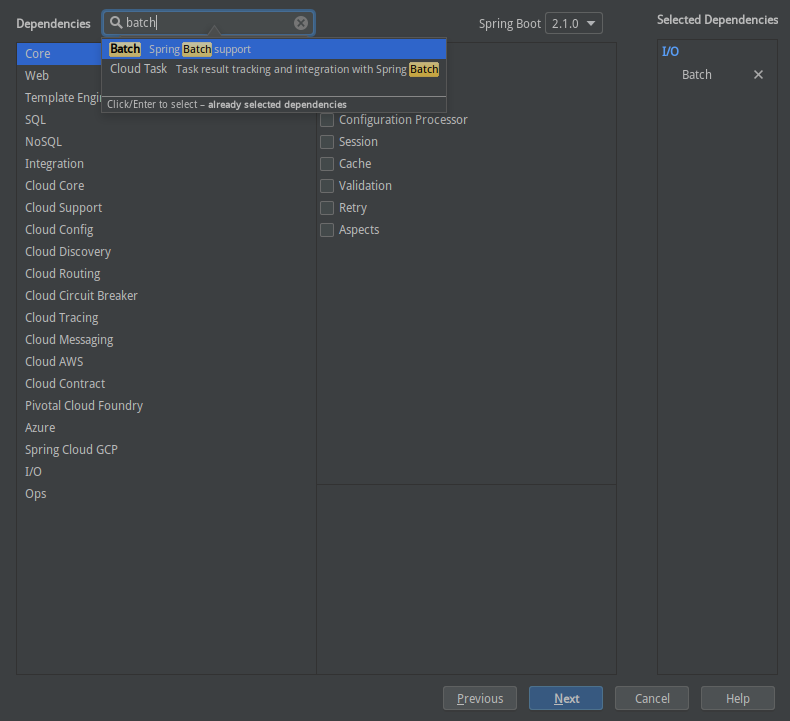 Dependencies batch Spring Boot 2.1.0 Selected Dependencies
Batch Spring Batch support
Cloud Task Task result tracking and integration with Spring Batch
Click/Enter to select – already selected dependencies
Core
Web
Template Engi
SQL
NoSQL
Integration
Cloud Core
Cloud Support
Cloud Config
Cloud Discovery
Cloud Routing
Cloud Circuit Breaker
Cloud Tracing
Cloud Messaging
Cloud AWS
Cloud Contract
Pivotal Cloud Foundry
Azure
Spring Cloud GCP
I/O
Ops
Configuration Processor
Session
Cache
Validation
Retry
Aspects
I/O
Batch
Previous Next Cancel Help